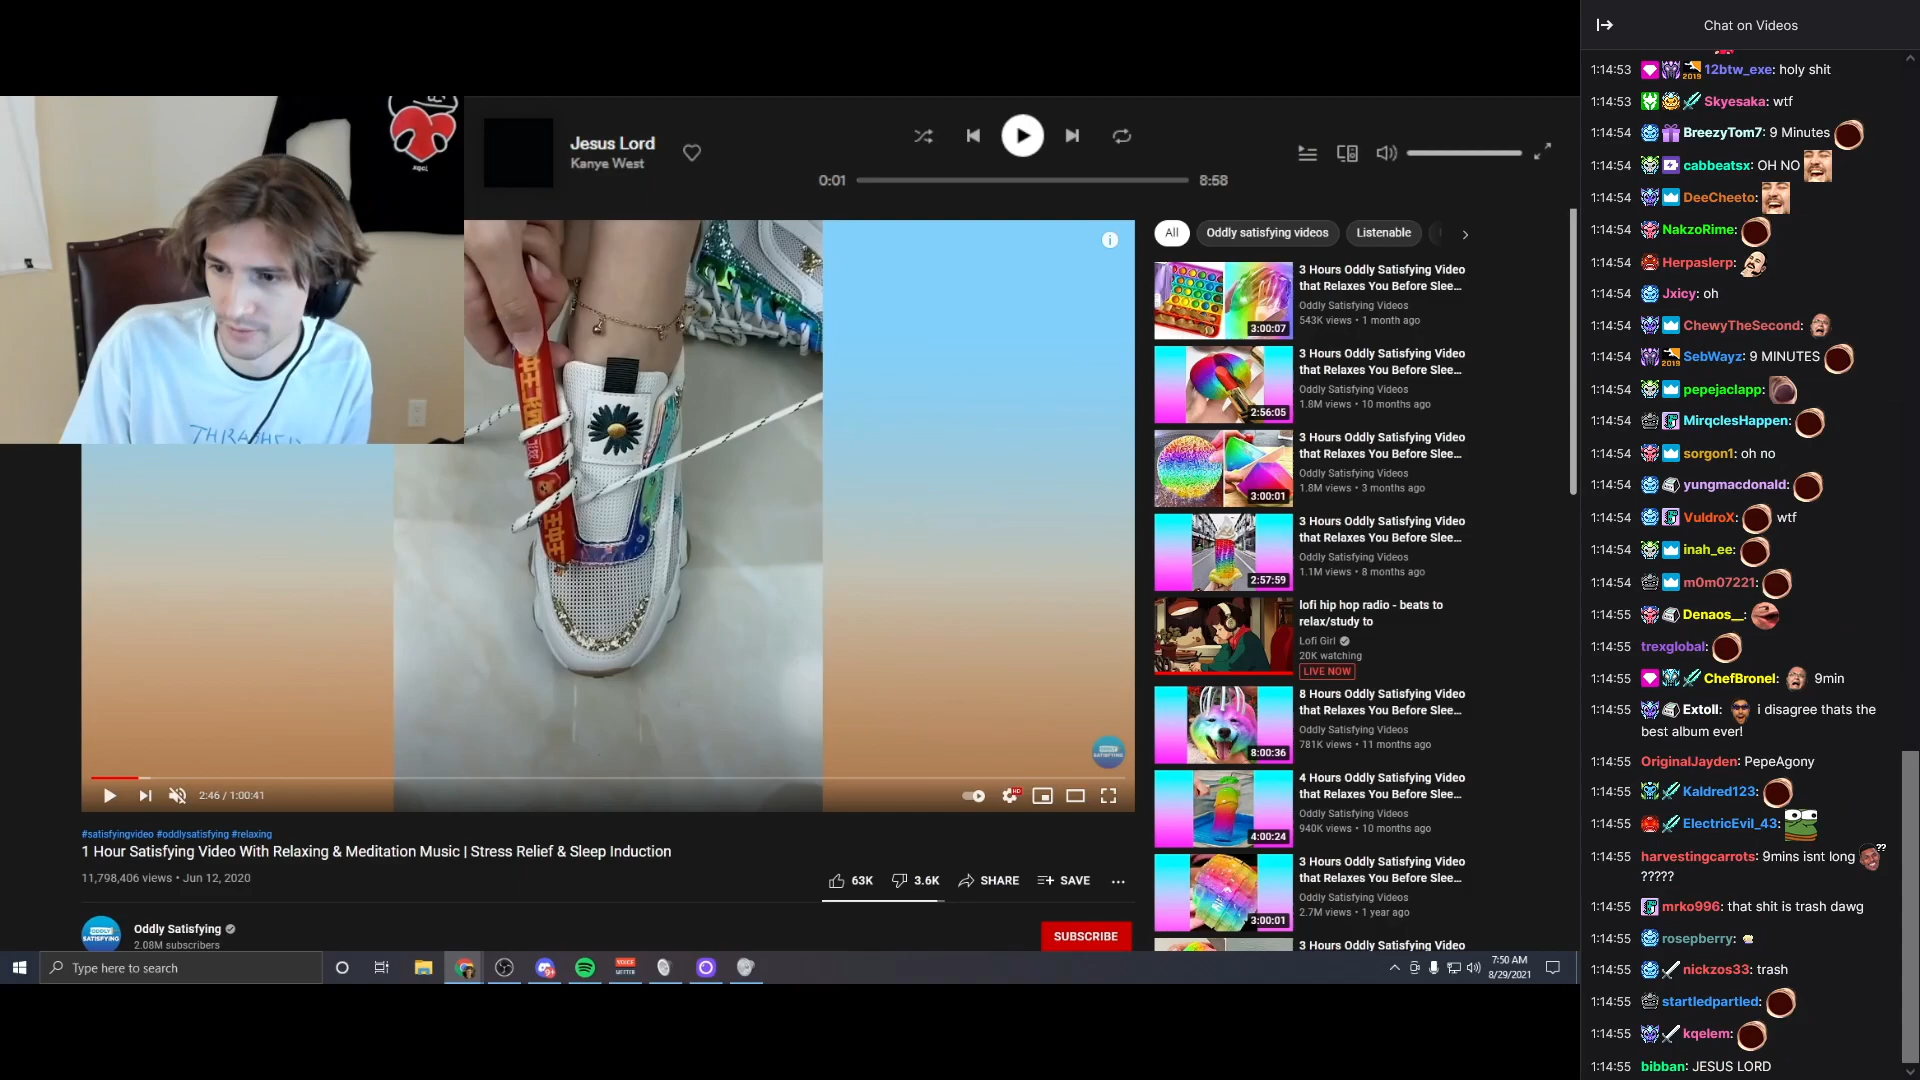 Jesus Lord
Kanye West
0:01
8:58
THRASHER
All
Oddly satisfying videos
Listenable
3 Hours Oddly Satisfying Video
that Relaxes You Before Slee...
Oddly Satisfying Videos
543K views • 1 month ago
3:00:07
3 Hours Oddly Satisfying Video
that Relaxes You Before Slee...
Oddly Satisfying Videos
1.8M views • 10 months ago
2:56:05
3 Hours Oddly Satisfying Video
that Relaxes You Before Slee...
Oddly Satisfying Videos
1.8M views • 3 months ago
3:00:01
3 Hours Oddly Satisfying Video
that Relaxes You Before Slee...
Oddly Satisfying Videos
1.1M views • 8 months ago
2:57:59
lofi hip hop radio - beats to
relax/study to
Lofi Girl
20K watching
LIVE NOW
8 Hours Oddly Satisfying Video
that Relaxes You Before Slee...
Oddly Satisfying Videos
781K views • 11 months ago
8:00:36
4 Hours Oddly Satisfying Video
that Relaxes You Before Slee...
Oddly Satisfying Videos
940K views • 10 months ago
4:00:24
3 Hours Oddly Satisfying Video
that Relaxes You Before Slee...
Oddly Satisfying Videos
2.7M views • 1 year ago
3:00:01
3 Hours Oddly Satisfying Video
ODDLY
SATISFYING
2:46 / 1:00:41
HD
#satisfyingvideo #oddlysatisfying #relaxing
1 Hour Satisfying Video With Relaxing & Meditation Music | Stress Relief & Sleep Induction
11,798,406 views • Jun 12, 2020
63K
3.6K
SHARE
SAVE
ODDLY
SATISFYING
Oddly Satisfying
2.08M subscribers
SUBSCRIBE
Type here to search
7:50 AM
8/29/2021
Chat on Videos
1:14:53 2019 12btw_exe: holy shit
1:14:53 Skyesaka: wtf
1:14:54 BreezyTom7: 9 Minutes
1:14:54 cabbeatsx: OH NO
1:14:54 DeeCheeto:
1:14:54 NakzoRime:
1:14:54 Herpaslerp:
1:14:54 Jxicy: oh
1:14:54 ChewyTheSecond:
1:14:54 2019 SebWayz: 9 MINUTES
1:14:54 pepejaclapp:
1:14:54 MirqclesHappen:
1:14:54 sorgon1: oh no
1:14:54 yungmacdonald:
1:14:54 VuldroX: wtf
1:14:54 inah_ee:
1:14:54 m0m07221:
1:14:55 Denaos__:
1:14:55 trexglobal:
1:14:55 ChefBronel: 9min
1:14:55 Extoll: i disagree thats the
best album ever!
1:14:55 OriginalJayden: PepeAgony
1:14:55 Kaldred123:
1:14:55 ElectricEvil_43:
1:14:55 harvestingcarrots: 9mins isnt long ??
?????
1:14:55 mrko996: that shit is trash dawg
1:14:55 rosepberry:
1:14:55 nickzos33: trash
1:14:55 startledpartled:
1:14:55 kqelem:
1:14:55 bibban: JESUS LORD